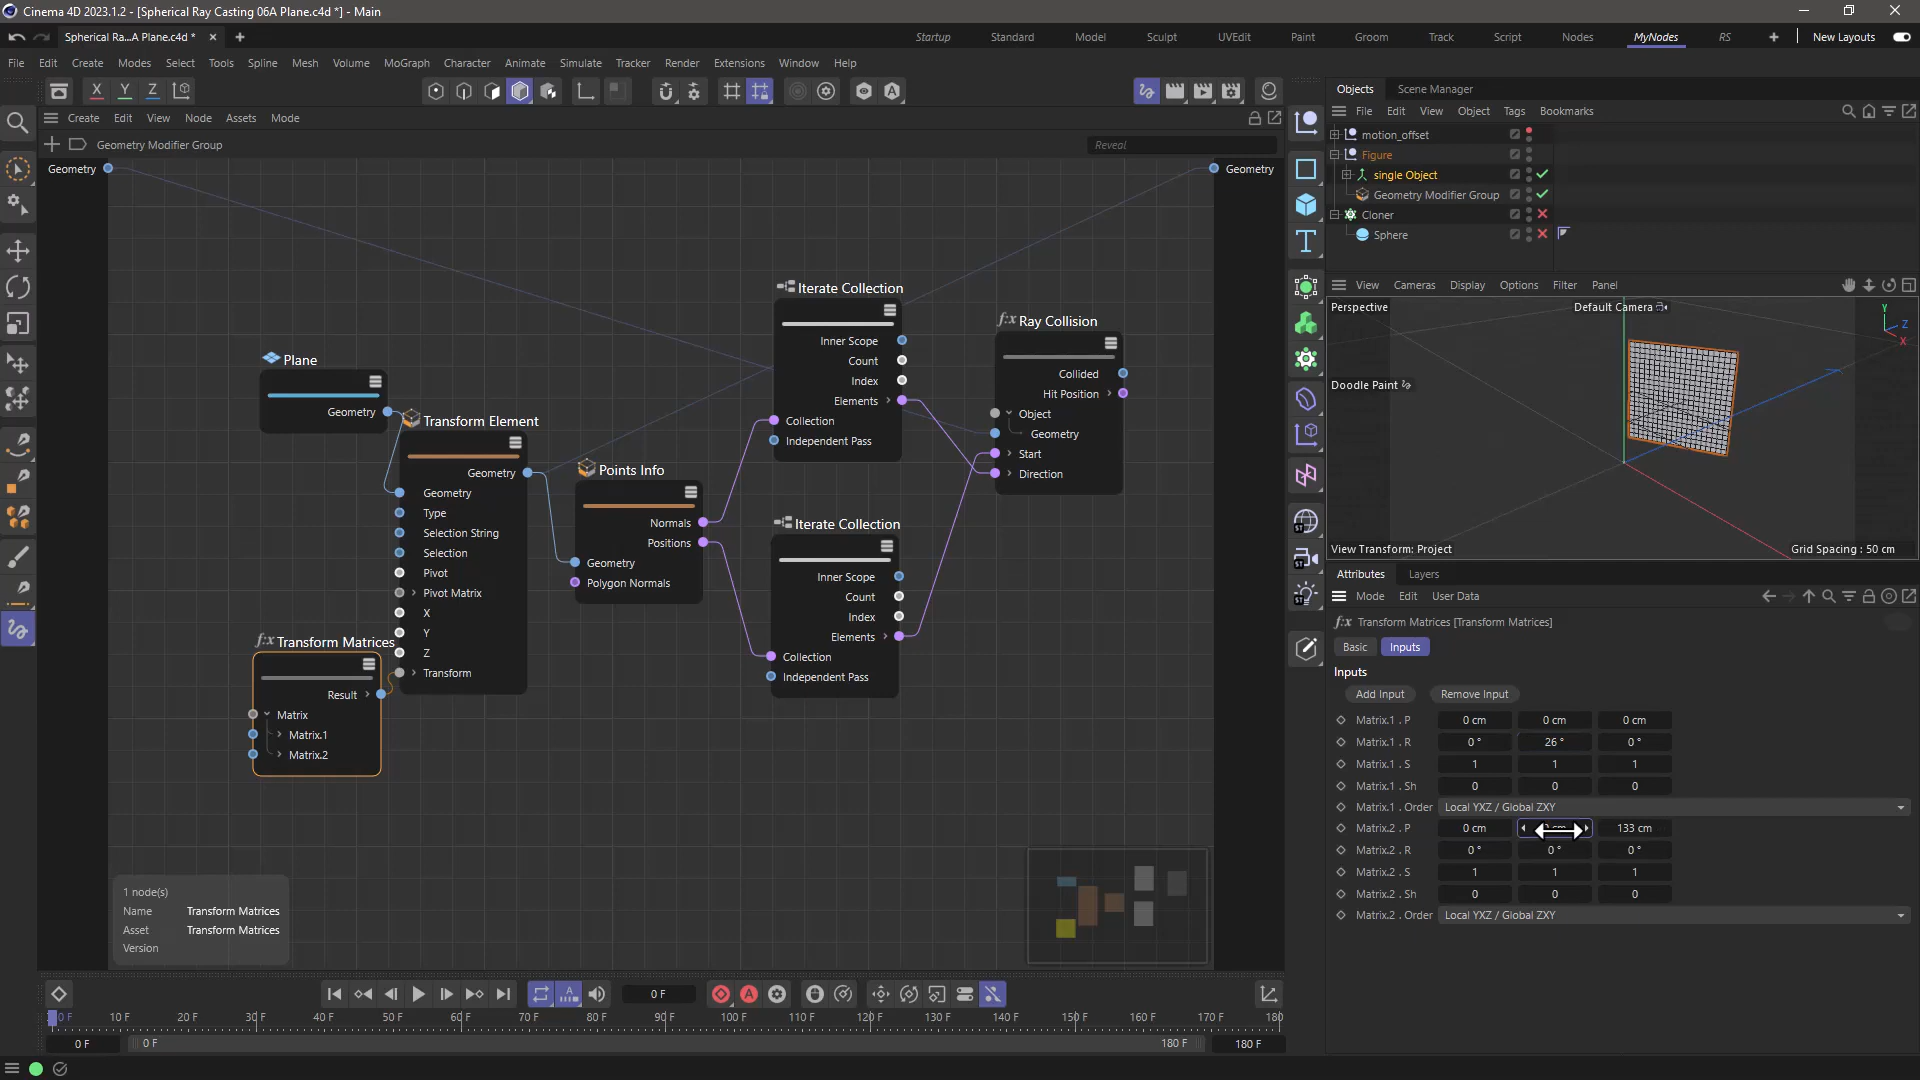 Cinema 4D 2023.1.2 - [Spherical Ray Casting 06A Plane.c4d *] - Main
Spherical Ra...A Plane.c4d *
Startup Standard Model Sculpt UVEdit Paint Groom Track Script Nodes MyNodes RS New Layouts
File Edit Create Modes Select Tools Spline Mesh Volume MoGraph Character Animate Simulate Tracker Render Extensions Window Help
X Y Z
Create Edit View Node Assets Mode
Geometry Modifier Group
Reveal
Geometry
Geometry
Plane
Geometry
Transform Element
Geometry
Geometry
Type
Selection String
Selection
Pivot
Pivot Matrix
X
Y
Z
Transform
f:x Transform Matrices
Result
Matrix
Matrix.1
Matrix.2
Points Info
Normals
Positions
Geometry
Polygon Normals
Iterate Collection
Inner Scope
Count
Index
Elements
Collection
Independent Pass
Iterate Collection
Inner Scope
Count
Index
Elements
Collection
Independent Pass
f:x Ray Collision
Collided
Hit Position
Object
Geometry
Start
Direction
1 node(s)
Name Transform Matrices
Asset Transform Matrices
Version
0 F
0 F 10 F 20 F 30 F 40 F 50 F 60 F 70 F 80 F 90 F 100 F 110 F 120 F 130 F 140 F 150 F 160 F 170 F 180
0 F 0 F 180 F 180 F
Objects Scene Manager
File Edit View Object Tags Bookmarks
motion_offset
Figure
single Object
Geometry Modifier Group
Cloner
Sphere
View Cameras Display Options Filter Panel
Perspective
Default Camera
Y
Z
X
Doodle Paint
View Transform: Project
Grid Spacing : 50 cm
Attributes Layers
Mode Edit User Data
f:x Transform Matrices [Transform Matrices]
Basic Inputs
Inputs
Add Input Remove Input
Matrix.1 . P 0 cm 0 cm 0 cm
Matrix.1 . R 0 ° 26 ° 0 °
Matrix.1 . S 1 1 1
Matrix.1 . Sh 0 0 0
Matrix.1 . Order Local YXZ / Global ZXY
Matrix.2 . P 0 cm 133 cm
Matrix.2 . R 0 ° 0 ° 0 °
Matrix.2 . S 1 1 1
Matrix.2 . Sh 0 0 0
Matrix.2 . Order Local YXZ / Global ZXY